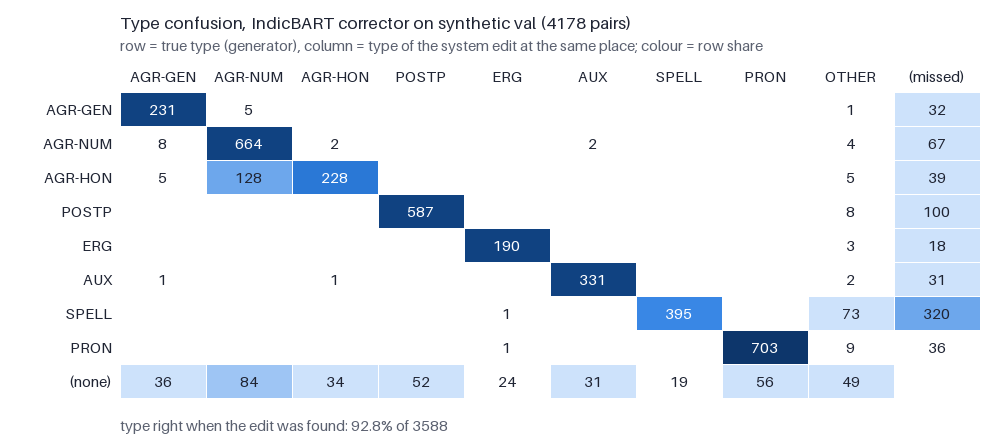 Type confusion, IndicBART corrector on synthetic val (4178 pairs)
row = true type (generator), column = type of the system edit at the same place; colour = row share
AGR-GEN AGR-NUM AGR-HON POSTP ERG AUX SPELL PRON OTHER (missed)
AGR-GEN 231 5 1 32
AGR-NUM 8 664 2 2 4 67
AGR-HON 5 128 228 5 39
POSTP 587 8 100
ERG 190 3 18
AUX 1 1 331 2 31
SPELL 1 395 73 320
PRON 1 703 9 36
(none) 36 84 34 52 24 31 19 56 49
type right when the edit was found: 92.8% of 3588